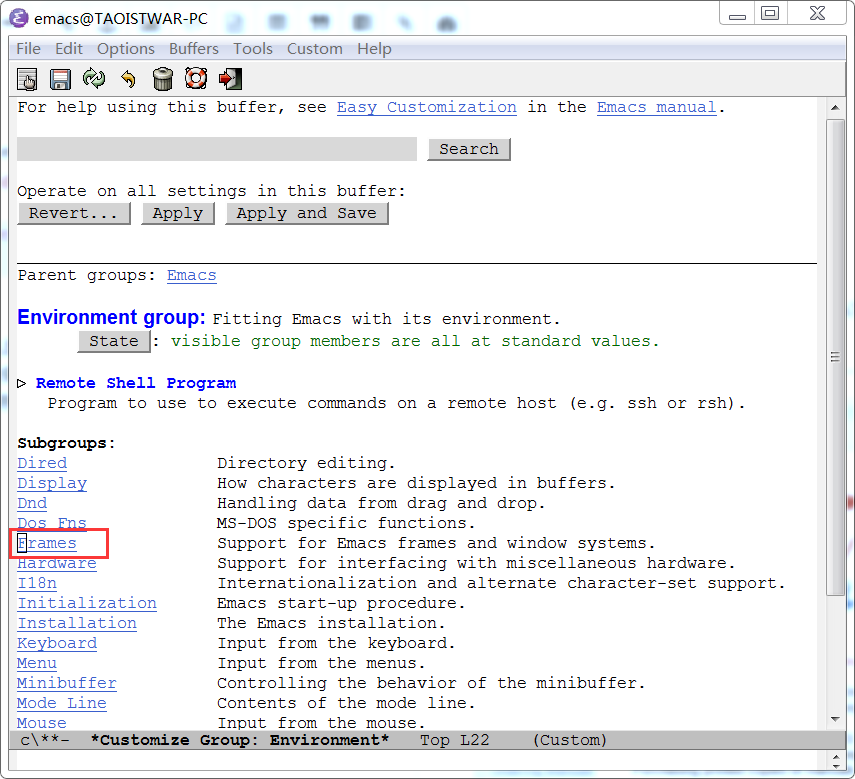 emacs@TAOISTWAR-PC
File Edit Options Buffers Tools Custom Help
For help using this buffer, see Easy Customization in the Emacs manual.
Search
Operate on all settings in this buffer:
Revert... Apply Apply and Save
Parent groups: Emacs
Environment group: Fitting Emacs with its environment.
State : visible group members are all at standard values.
Remote Shell Program
Program to use to execute commands on a remote host (e.g. ssh or rsh).
Subgroups:
Dired Directory editing.
Display How characters are displayed in buffers.
Dnd Handling data from drag and drop.
Dos Fns MS-DOS specific functions.
Frames Support for Emacs frames and window systems.
Hardware Support for interfacing with miscellaneous hardware.
I18n Internationalization and alternate character-set support.
Initialization Emacs start-up procedure.
Installation The Emacs installation.
Keyboard Input from the keyboard.
Menu Input from the menus.
Minibuffer Controlling the behavior of the minibuffer.
Mode Line Contents of the mode line.
Mouse Input from the mouse.
c\**- *Customize Group: Environment* Top L22 (Custom)